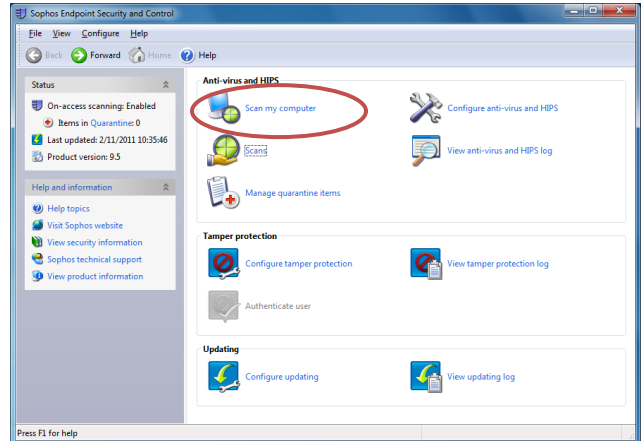 Sophos Endpoint Security and Control
File View Configure Help
Back Forward Home Help
Status
On-access scanning: Enabled
Items in Quarantine: 0
Last updated: 2/11/2011 10:35:46
Product version: 9.5
Help and information
Help topics
Visit Sophos website
View security information
Sophos technical support
View product information
Anti-virus and HIPS
Scan my computer
Configure anti-virus and HIPS
Scans
View anti-virus and HIPS log
Manage quarantine items
Tamper protection
Configure tamper protection
View tamper protection log
Authenticate user
Updating
Configure updating
View updating log
Press F1 for help